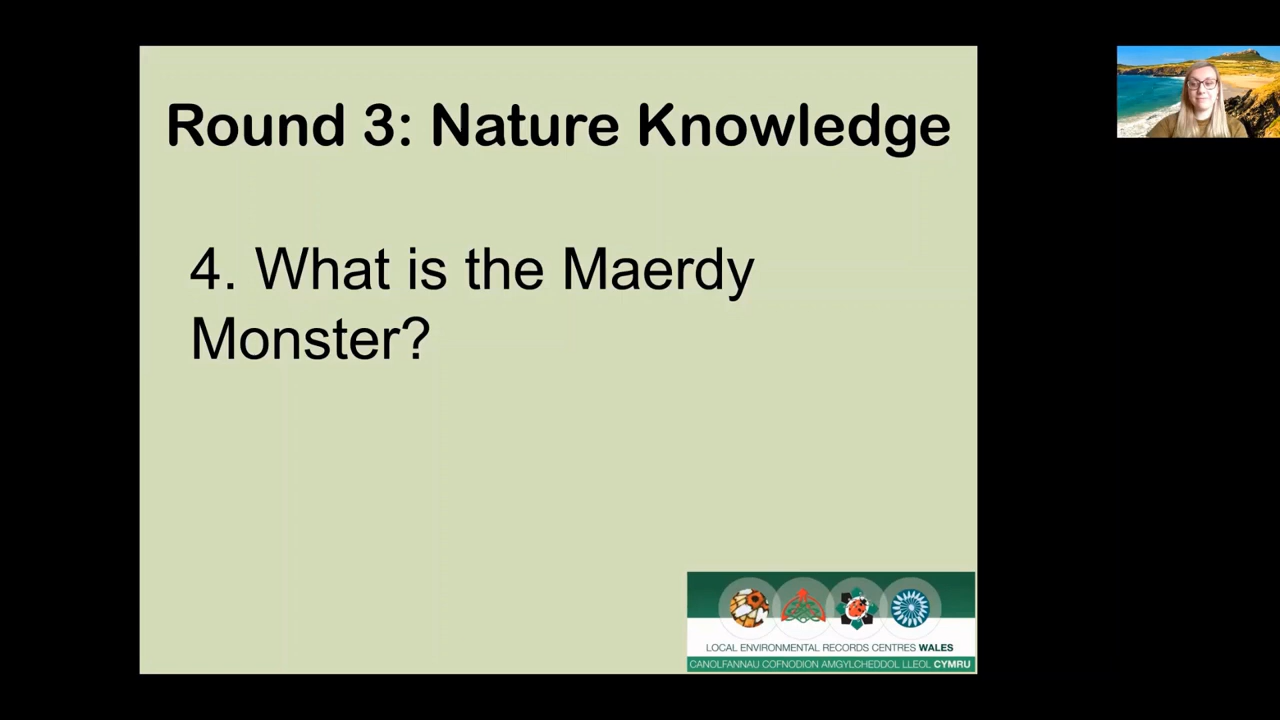 Round 3: Nature Knowledge
4. What is the Maerdy
Monster?
LOCAL ENVIRONMENTAL RECORDS CENTRES WALES
CANOLFANNAU COFNODION AMGYLCHEDDOL LLEOL CYMRU